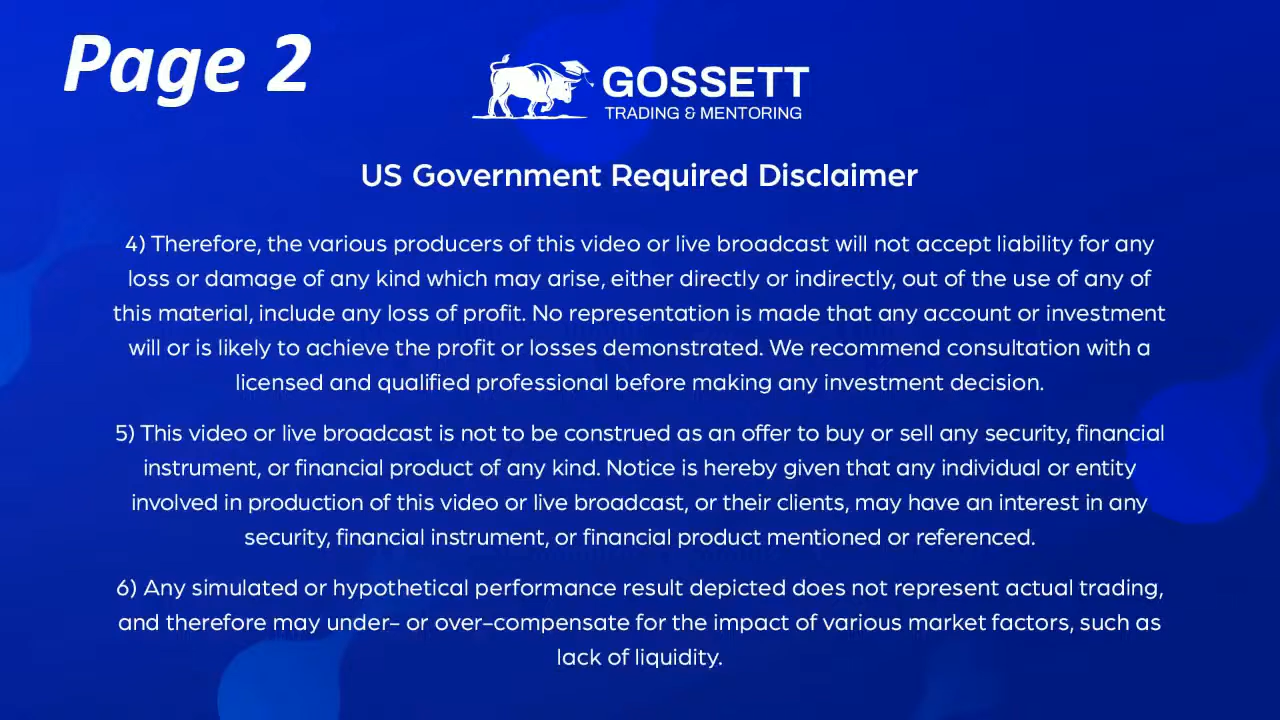 Page 2
GOSSETT
TRADING & MENTORING
US Government Required Disclaimer
4) Therefore, the various producers of this video or live broadcast will not accept liability for any
loss or damage of any kind which may arise, either directly or indirectly, out of the use of any of
this material, include any loss of profit. No representation is made that any account or investment
will or is likely to achieve the profit or losses demonstrated. We recommend consultation with a
licensed and qualified professional before making any investment decision.
5) This video or live broadcast is not to be construed as an offer to buy or sell any security, financial
instrument, or financial product of any kind. Notice is hereby given that any individual or entity
involved in production of this video or live broadcast, or their clients, may have an interest in any
security, financial instrument, or financial product mentioned or referenced.
6) Any simulated or hypothetical performance result depicted does not represent actual trading,
and therefore may under- or over-compensate for the impact of various market factors, such as
lack of liquidity.